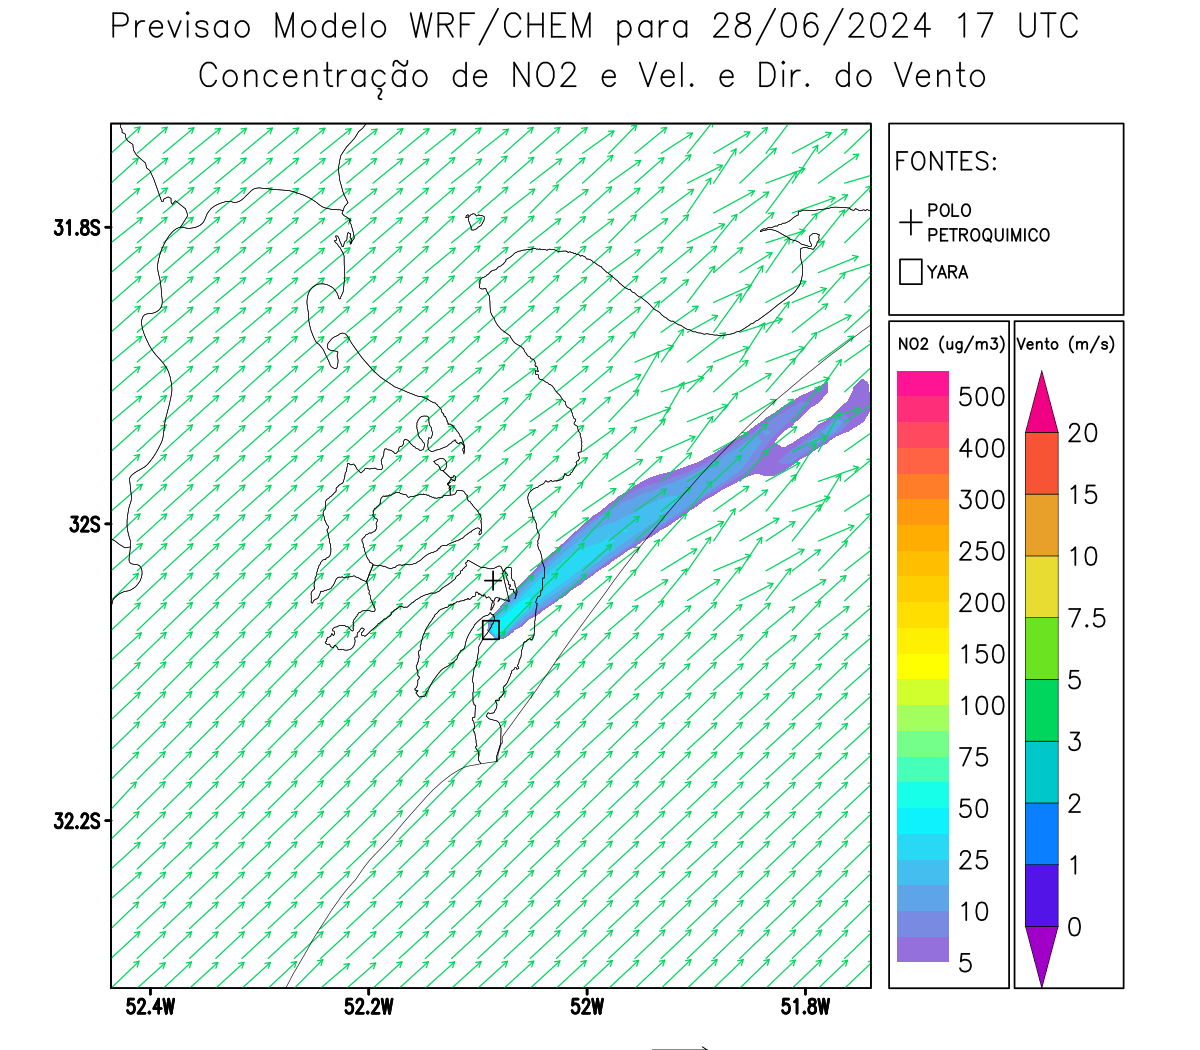 Previsao Modelo WRF/CHEM para 28/06/2024 17 UTC
Concentração de NO2 e Vel. e Dir. do Vento
FONTES:
POLO
PETROQUIMICO
YARA
31.8S
32S
32.2S
52.4W
52.2W
52W
51.8W
NO2 (ug/m3)
500
400
300
250
200
150
100
75
50
25
10
5
Vento (m/s)
20
15
10
7.5
5
3
2
1
0